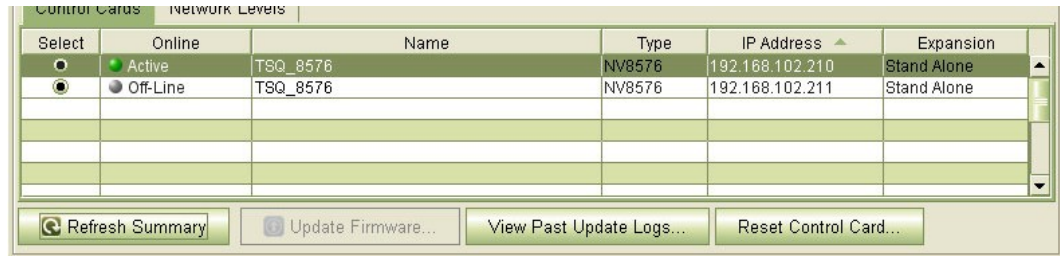 Control Cards Network Levels
Select Online Name Type IP Address Expansion
Active TSQ_8576 NV8576 192.168.102.210 Stand Alone
Off-Line TSQ_8576 NV8576 192.168.102.211 Stand Alone
Refresh Summary Update Firmware... View Past Update Logs... Reset Control Card...